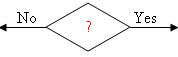 No ? Yes